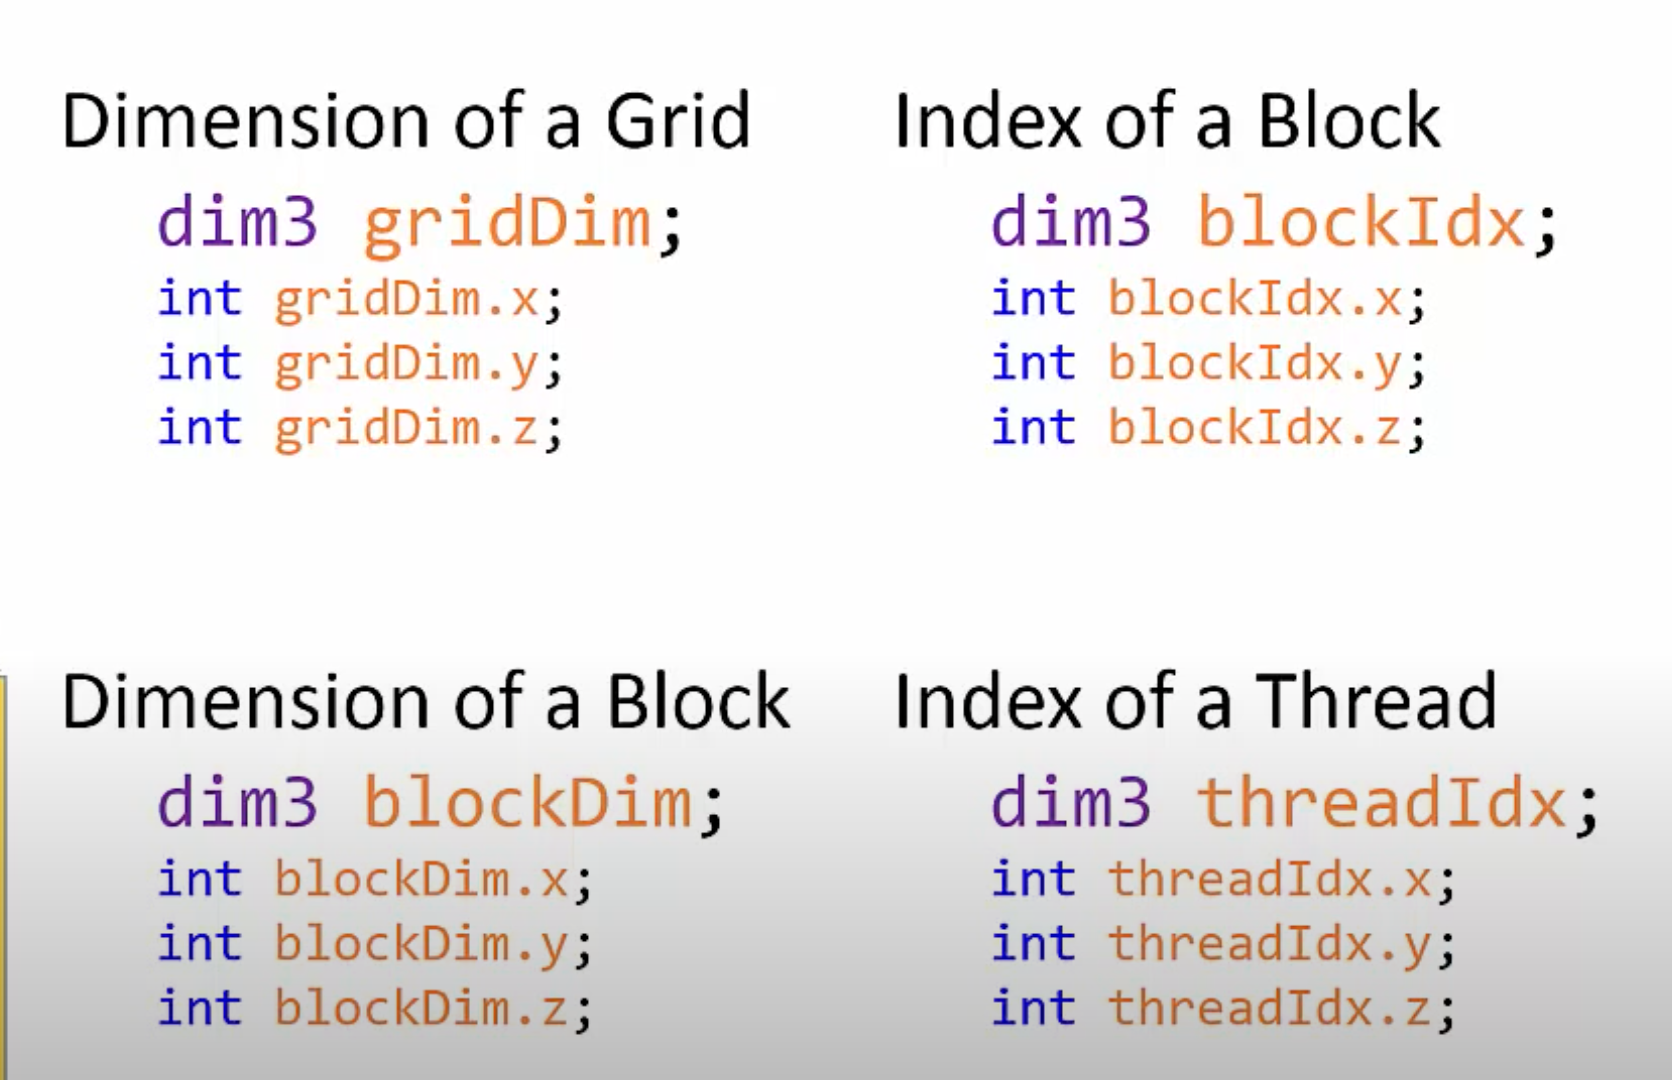 Dimension of a Grid
dim3 gridDim;
int gridDim.x;
int gridDim.y;
int gridDim.z;
Index of a Block
dim3 blockIdx;
int blockIdx.x;
int blockIdx.y;
int blockIdx.z;
Dimension of a Block
dim3 blockDim;
int blockDim.x;
int blockDim.y;
int blockDim.z;
Index of a Thread
dim3 threadIdx;
int threadIdx.x;
int threadIdx.y;
int threadIdx.z;